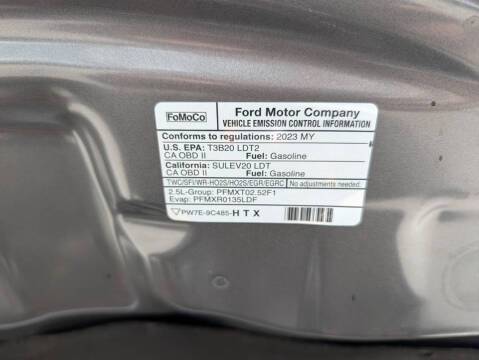 FoMoCo
Ford Motor Company
VEHICLE EMISSION CONTROL INFORMATION
Conforms to regulations: 2023 MY
U.S. EPA: T3B20 LDT2
CA OBD II Fuel: Gasoline
California: SULEV20 LDT
CA OBD II Fuel: Gasoline
TWC/SFI/WR-HO2S/HO2S/EGR/EGRC No adjustments needed.
2.5L-Group: PFMXT02.52F1
Evap: PFMXR0135LDF
PW7E-9C485-HTX